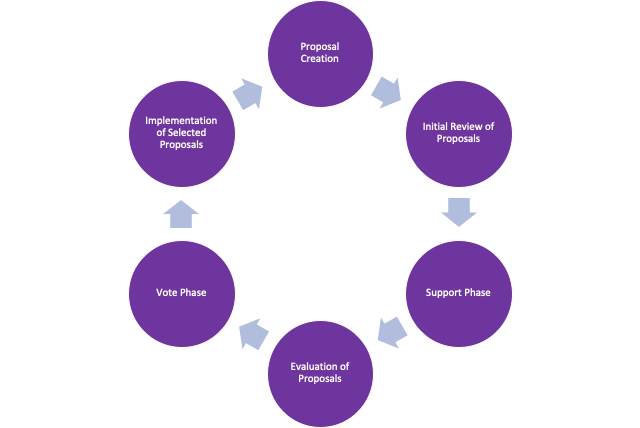 Proposal
Creation
Initial Review of
Proposals
Support Phase
Evaluation of
Proposals
Vote Phase
Implementation
of Selected
Proposals